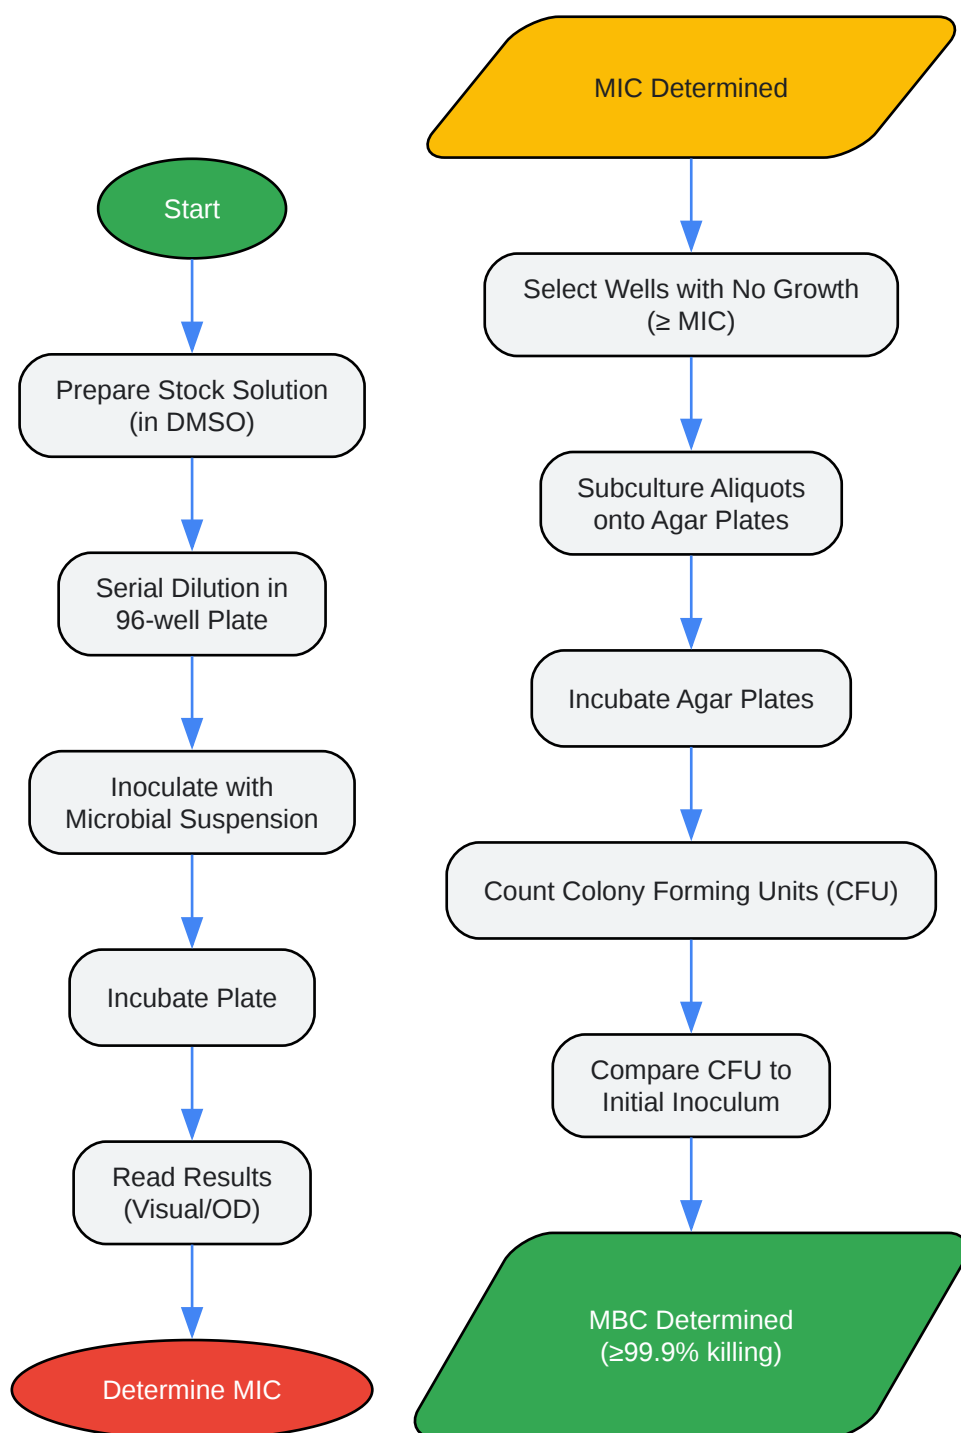 Start
Prepare Stock Solution
(in DMSO)
Serial Dilution in
96-well Plate
Inoculate with
Microbial Suspension
Incubate Plate
Read Results
(Visual/OD)
Determine MIC
MIC Determined
Select Wells with No Growth
(≥ MIC)
Subculture Aliquots
onto Agar Plates
Incubate Agar Plates
Count Colony Forming Units (CFU)
Compare CFU to
Initial Inoculum
MBC Determined
(≥99.9% killing)